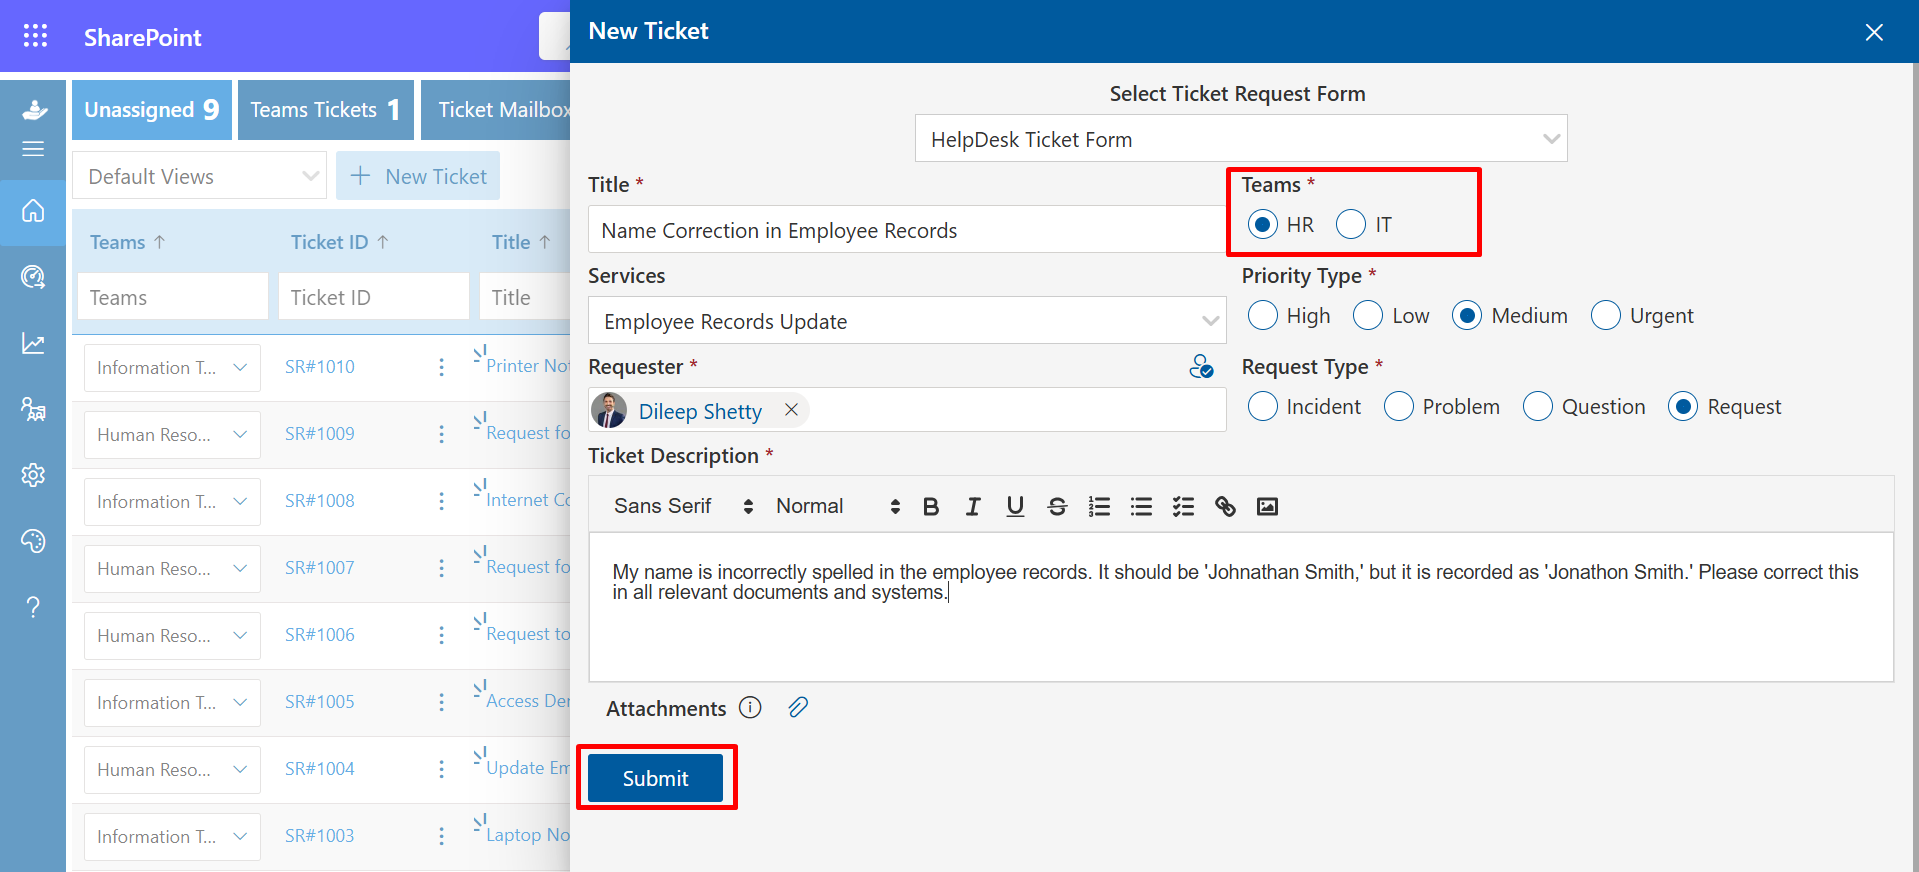 SharePoint
New Ticket
Unassigned 9
Teams Tickets 1
Ticket Mailbox
Default Views
New Ticket
Teams
Ticket ID
Title
Teams
Ticket ID
Title
Information T...
SR#1010
Printer Not
Human Reso...
SR#1009
Request fo
Information T...
SR#1008
Internet Co
Human Reso...
SR#1007
Request fo
Human Reso...
SR#1006
Request to
Information T...
SR#1005
Access Den
Human Reso...
SR#1004
Update Em
Information T...
SR#1003
Laptop No
Select Ticket Request Form
HelpDesk Ticket Form
Title *
Name Correction in Employee Records
Teams *
HR
IT
Services
Employee Records Update
Priority Type *
High
Low
Medium
Urgent
Requester *
Dileep Shetty
Request Type *
Incident
Problem
Question
Request
Ticket Description *
Sans Serif
Normal
My name is incorrectly spelled in the employee records. It should be 'Johnathan Smith,' but it is recorded as 'Jonathon Smith.' Please correct this
in all relevant documents and systems.
Attachments
Submit